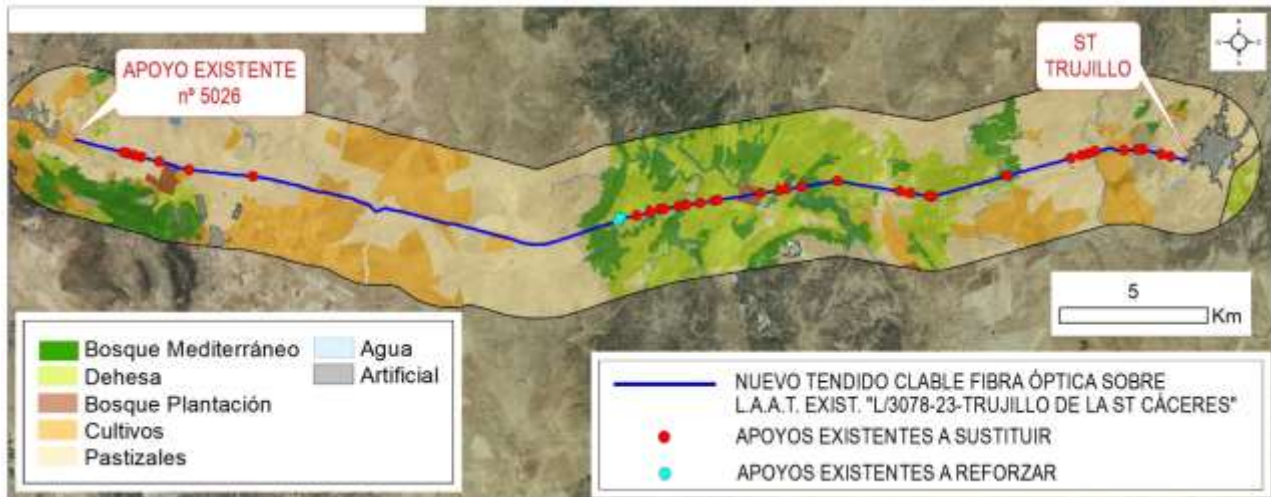 APOYO EXISTENTE
nº 5026
ST
TRUJILLO
5
Km
Bosque Mediterráneo
Dehesa
Bosque Plantación
Cultivos
Pastizales
Agua
Artificial
NUEVO TENDIDO CLABLE FIBRA ÓPTICA SOBRE
L.A.A.T. EXIST. "L/3078-23-TRUJILLO DE LA ST CÁCERES"
APOYOS EXISTENTES A SUSTITUIR
APOYOS EXISTENTES A REFORZAR